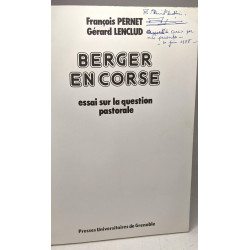 François PERNET
Gérard LENCLUD
BERGER
EN CORSE
essai sur la question
pastorale
Presses Universitaires de Grenoble